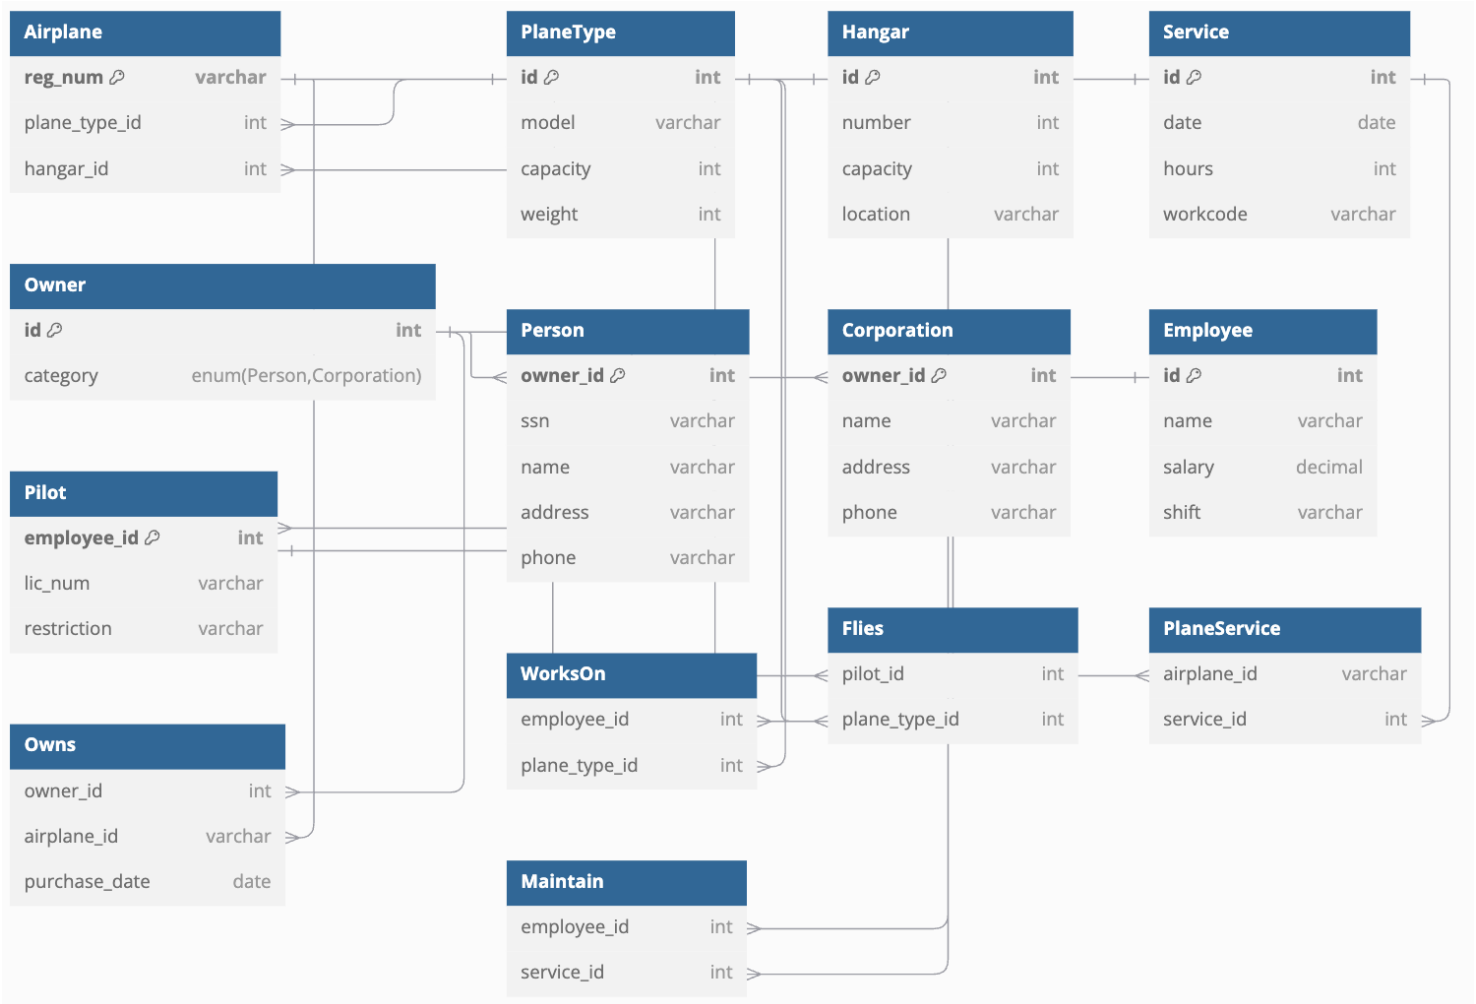 Airplane
reg_num varchar
plane_type_id int
hangar_id int
PlaneType
id int
model varchar
capacity int
weight int
Hangar
id int
number int
capacity int
location varchar
Service
id int
date date
hours int
workcode varchar
Owner
id int
category enum(Person,Corporation)
Person
owner_id int
ssn varchar
name varchar
address varchar
phone varchar
Corporation
owner_id int
name varchar
address varchar
phone varchar
Employee
id int
name varchar
salary decimal
shift varchar
Pilot
employee_id int
lic_num varchar
restriction varchar
WorksOn
employee_id int
plane_type_id int
Flies
pilot_id int
plane_type_id int
PlaneService
airplane_id varchar
service_id int
Owns
owner_id int
airplane_id varchar
purchase_date date
Maintain
employee_id int
service_id int